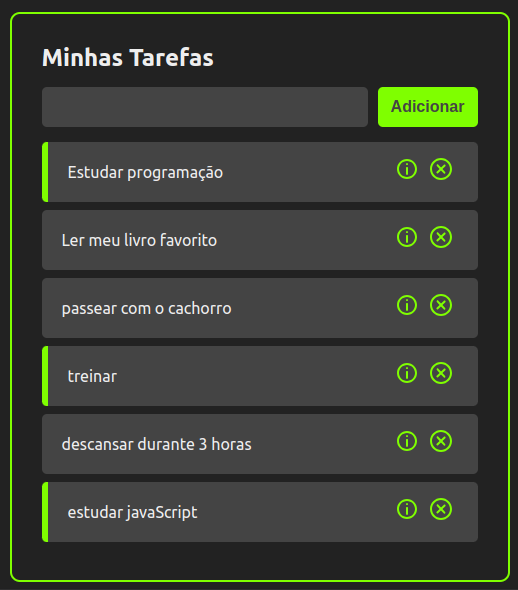 Minhas Tarefas
Adicionar
Estudar programação
Ler meu livro favorito
passear com o cachorro
treinar
descansar durante 3 horas
estudar javaScript